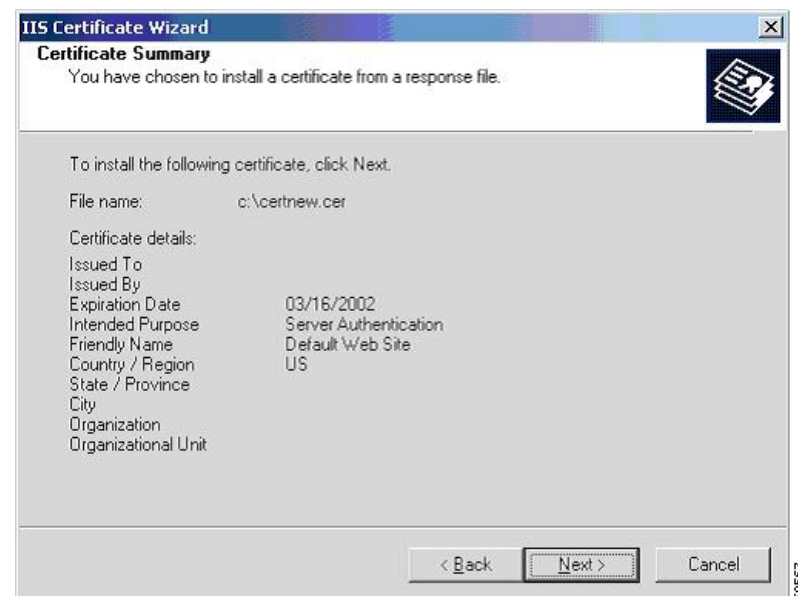 IIS Certificate Wizard
Certificate Summary
You have chosen to install a certificate from a response file.
To install the following certificate, click Next.
File name: c:\certnew.cer
Certificate details:
Issued To
Issued By
Expiration Date 03/16/2002
Intended Purpose Server Authentication
Friendly Name Default Web Site
Country / Region US
State / Province
City
Organization
Organizational Unit
< Back Next > Cancel